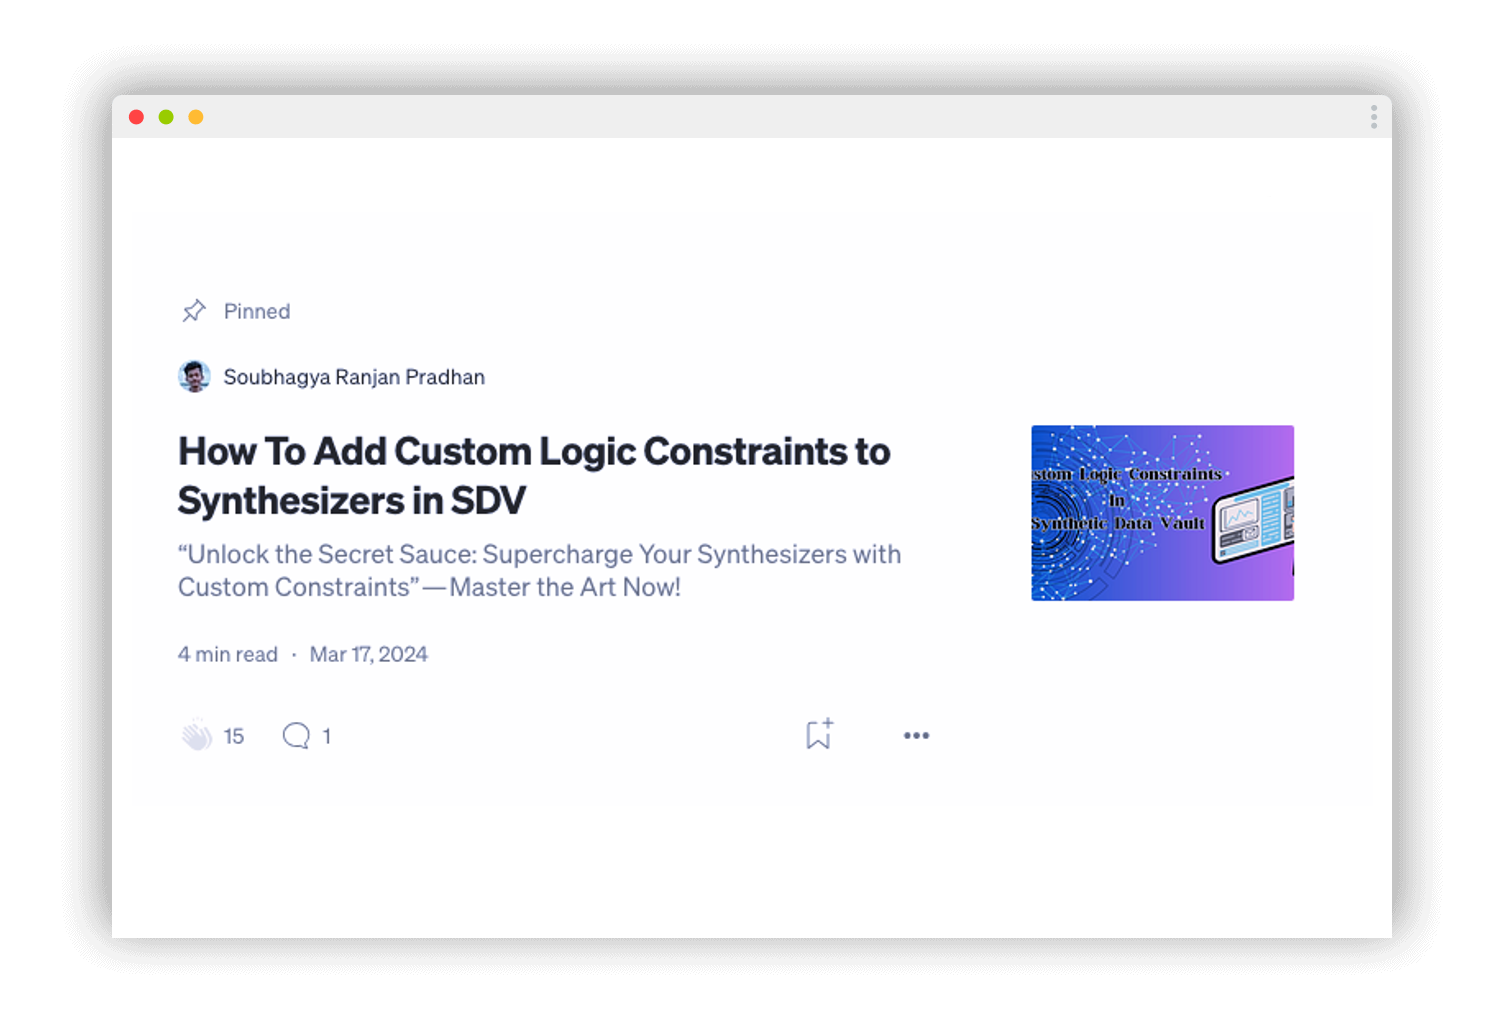 Pinned
Soubhagya Ranjan Pradhan
How To Add Custom Logic Constraints to
Synthesizers in SDV
“Unlock the Secret Sauce: Supercharge Your Synthesizers with
Custom Constraints”—Master the Art Now!
stom Logic Constraints
In
Synthetic Data Vault
4 min read · Mar 17, 2024
15 1